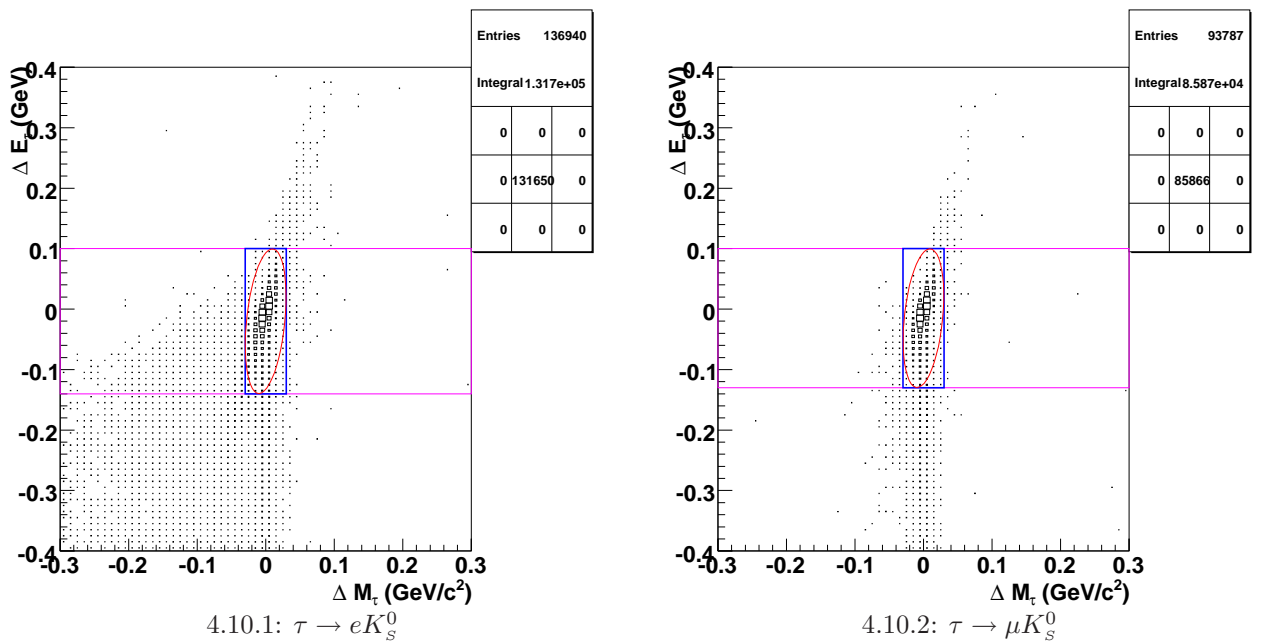 Entries 136940
Integral 1.317e+05
0 0 0
0 131650 0
0 0 0
Δ E_τ (GeV)
0.4
0.3
0.2
0.1
0
-0.1
-0.2
-0.3
-0.4
-0.3 -0.2 -0.1 0 0.1 0.2 0.3
Δ M_τ (GeV/c²)
4.10.1: τ → eK_S^0
Entries 93787
Integral 8.587e+04
0 0 0
0 85866 0
0 0 0
Δ E_τ (GeV)
0.4
0.3
0.2
0.1
0
-0.1
-0.2
-0.3
-0.4
-0.3 -0.2 -0.1 0 0.1 0.2 0.3
Δ M_τ (GeV/c²)
4.10.2: τ → μK_S^0